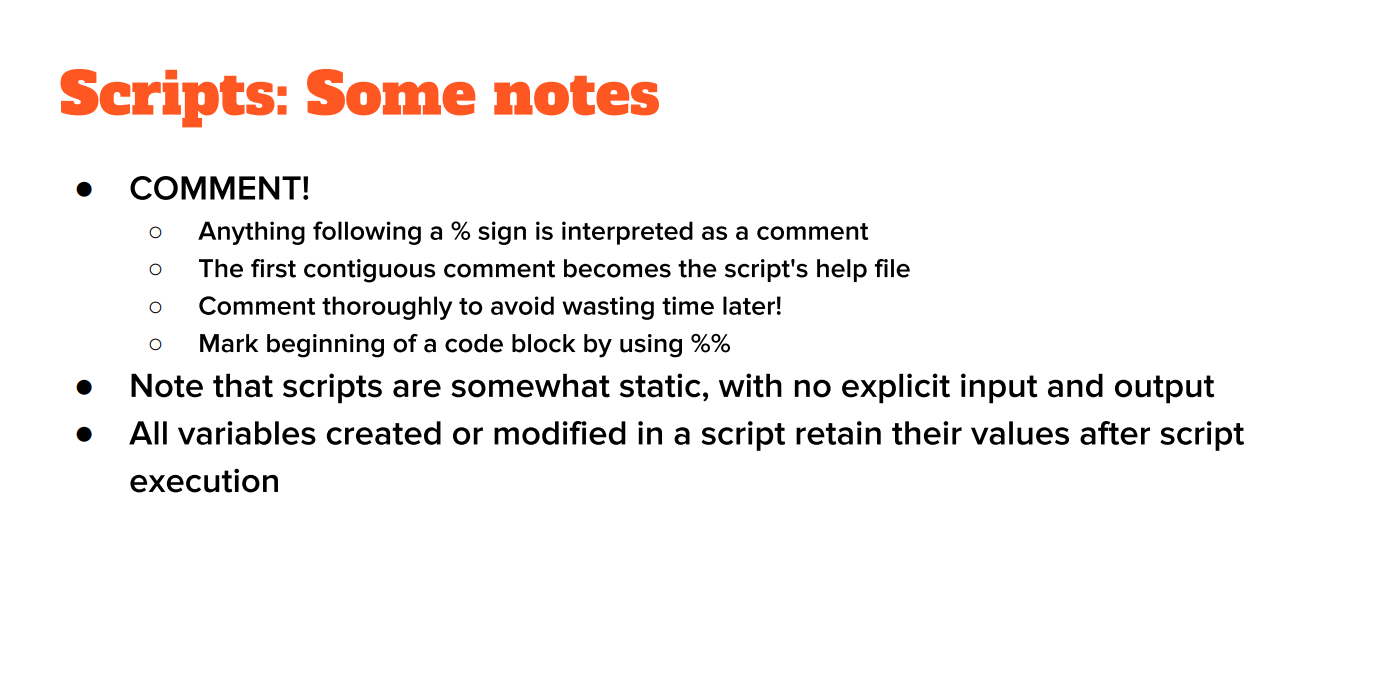 Scripts: Some notes
● COMMENT!
○ Anything following a % sign is interpreted as a comment
○ The first contiguous comment becomes the script's help file
○ Comment thoroughly to avoid wasting time later!
○ Mark beginning of a code block by using %%
● Note that scripts are somewhat static, with no explicit input and output
● All variables created or modified in a script retain their values after script
execution